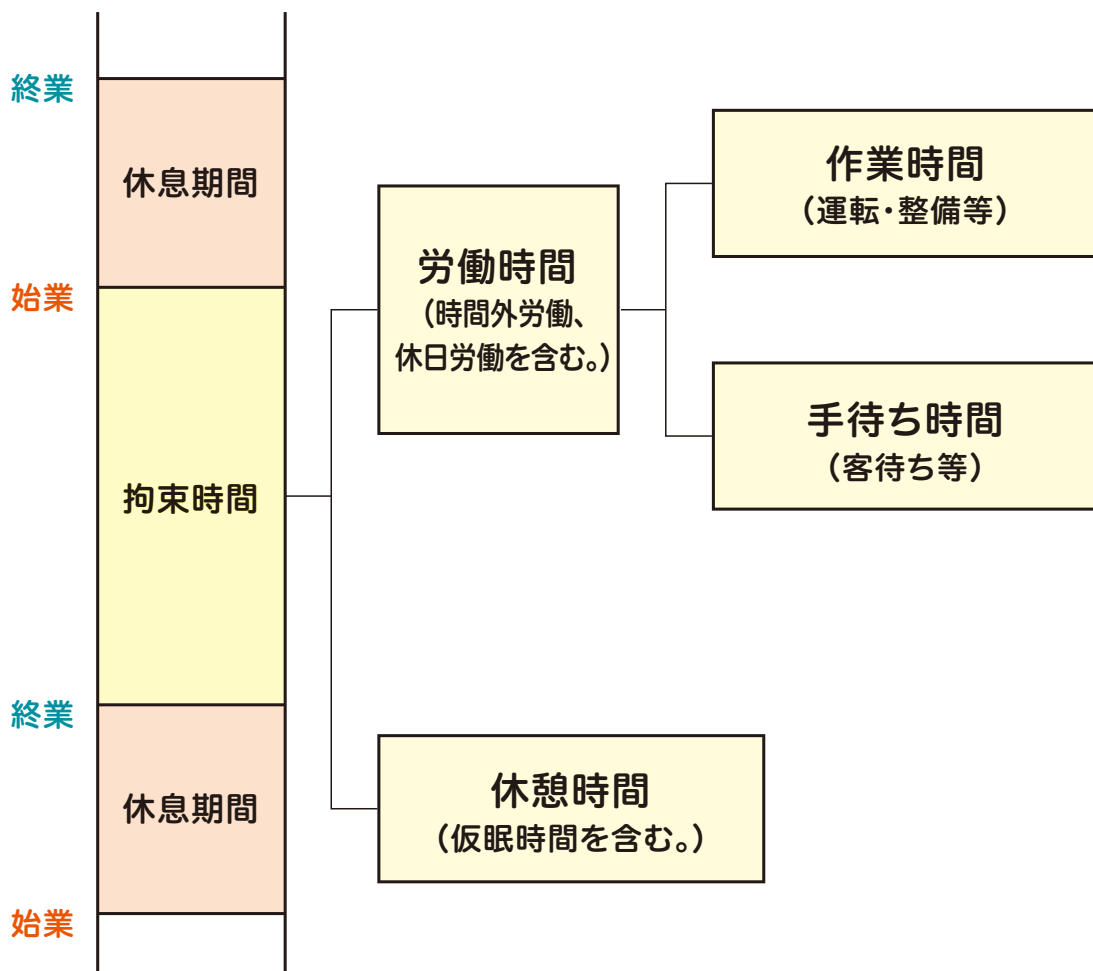 終業
休息期間
始業
拘束時間
終業
休息期間
始業
労働時間
（時間外労働、
休日労働を含む。）
作業時間
（運転・整備等）
手待ち時間
（客待ち等）
休憩時間
（仮眠時間を含む。）